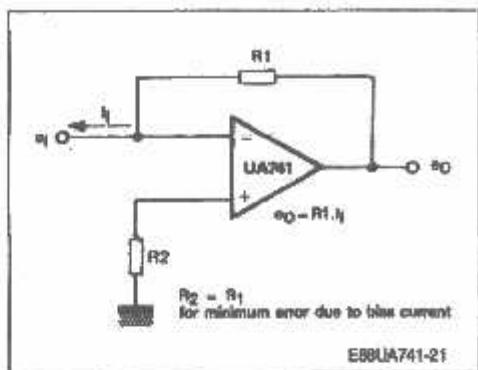 R1
Ii
ei
eo
UA741
−
+
eo = R1 . Ii
R2
R2 = R1
for minimum error due to bias current
E88UA741-21